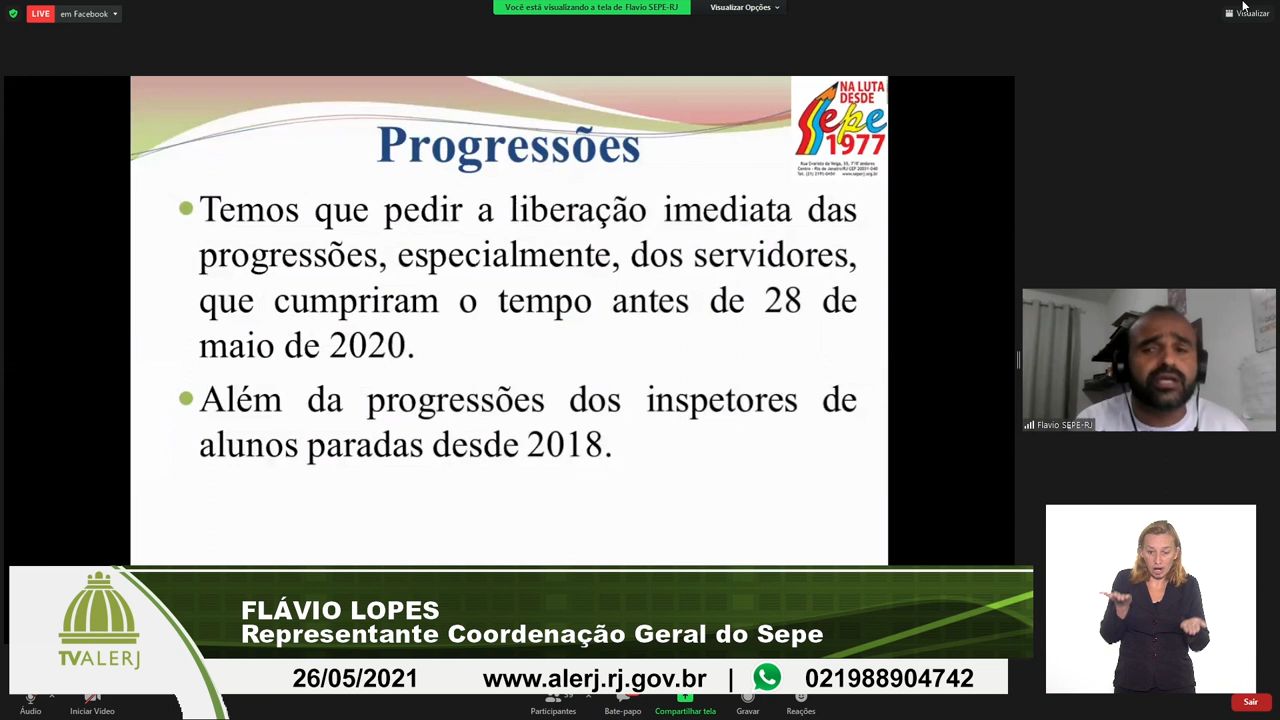 LIVE em Facebook
Você está visualizando a tela de Flavio SEPE-RJ
Visualizar Opções
Visualizar
NA LUTA
DESDE
Sepe
1977
Progressões
Temos que pedir a liberação imediata das
progressões, especialmente, dos servidores,
que cumpriram o tempo antes de 28 de
maio de 2020.
Além da progressões dos inspetores de
alunos paradas desde 2018.
Flavio SEPE-RJ
FLÁVIO LOPES
Representante Coordenação Geral do Sepe
TVALERJ
26/05/2021 www.alerj.rj.gov.br | 021988904742
Áudio
Iniciar Vídeo
Participantes
Bate-papo
Compartilhar tela
Gravar
Reações
Sair